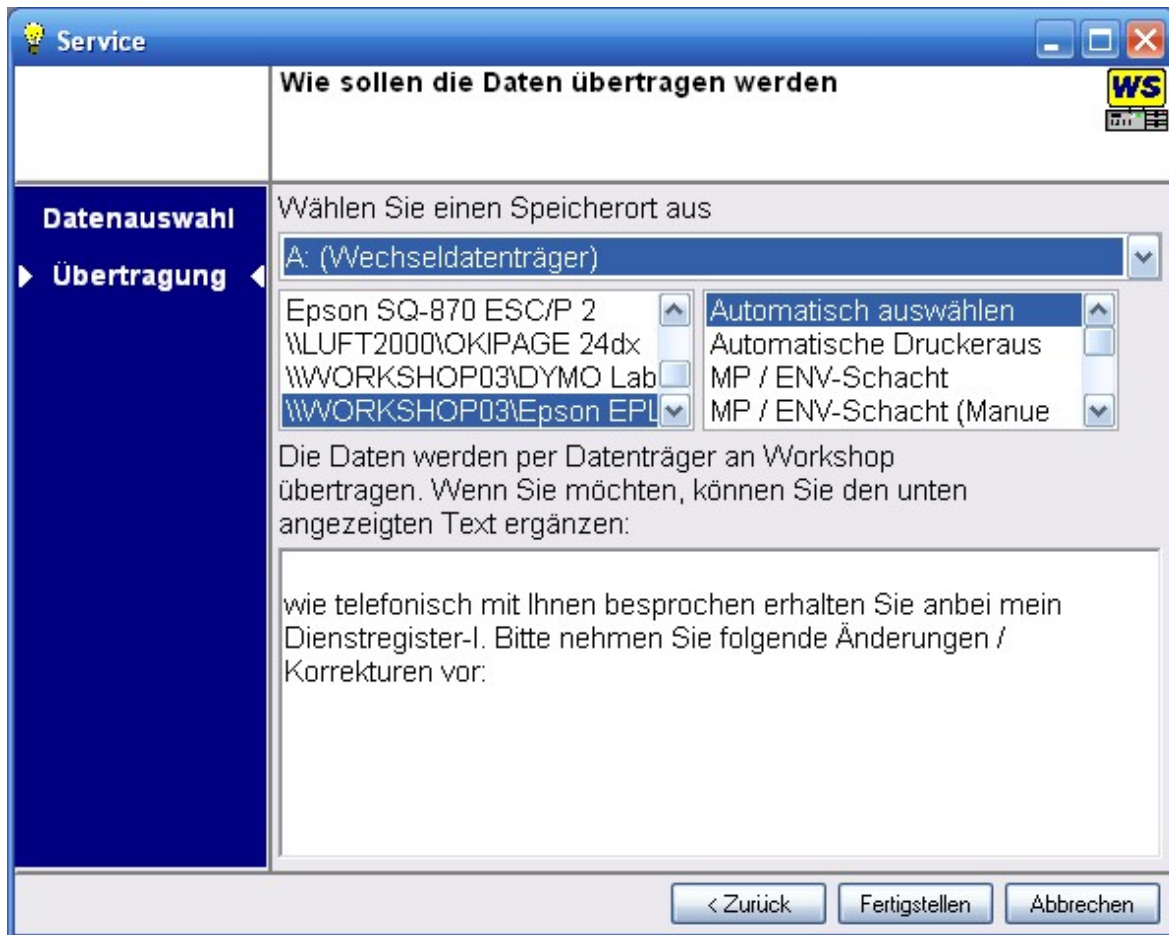 Service
Wie sollen die Daten übertragen werden
WS
Datenauswahl
Übertragung
Wählen Sie einen Speicherort aus
A: (Wechseldatenträger)
Epson SQ-870 ESC/P 2
\\LUFT2000\OKIPAGE 24dx
\\WORKSHOP03\DYMO Lab
\\WORKSHOP03\Epson EPL
Automatisch auswählen
Automatische Druckeraus
MP / ENV-Schacht
MP / ENV-Schacht (Manue
Die Daten werden per Datenträger an Workshop
übertragen. Wenn Sie möchten, können Sie den unten
angezeigten Text ergänzen:
wie telefonisch mit Ihnen besprochen erhalten Sie anbei mein
Dienstregister-I. Bitte nehmen Sie folgende Änderungen /
Korrekturen vor:
< Zurück
Fertigstellen
Abbrechen